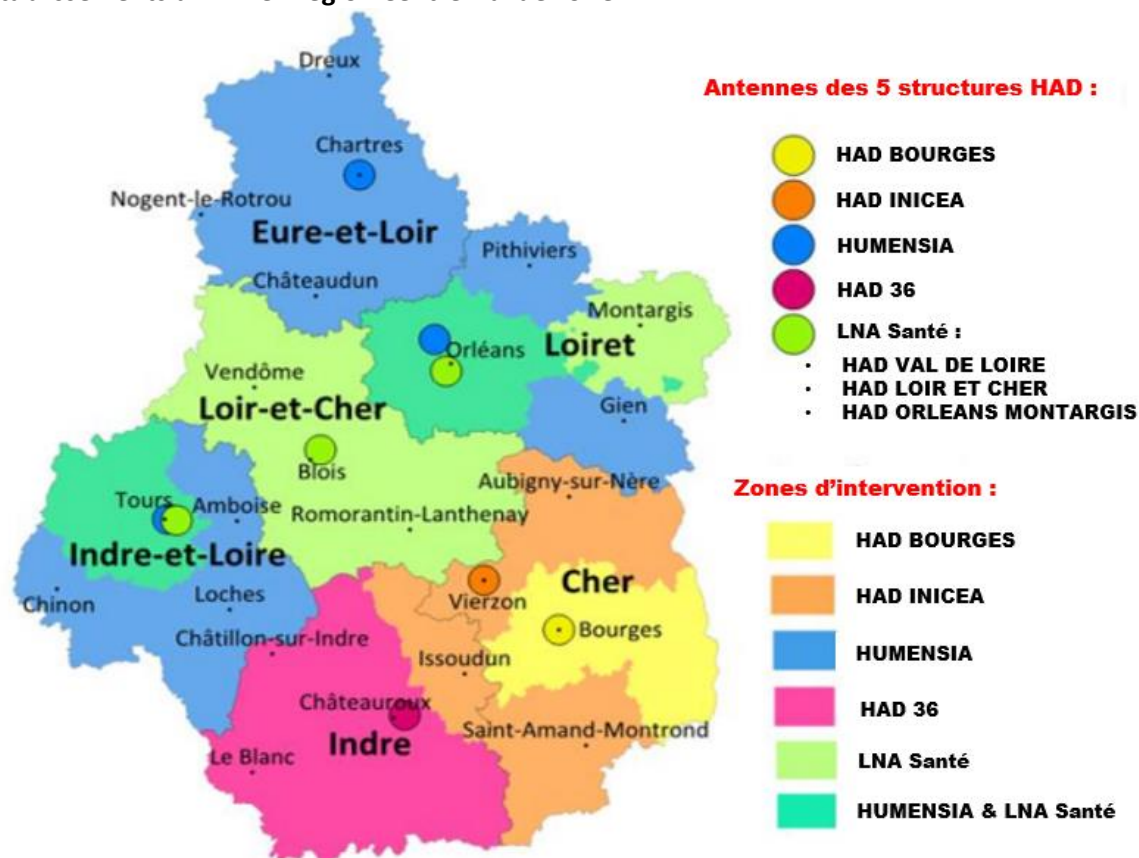 Dreux
Chartres
Nogent-le-Rotrou
Eure-et-Loir
Pithiviers
Châteaudun
Montargis
Orléans
Loiret
Vendôme
Loir-et-Cher
Gien
Blois
Aubigny-sur-Nère
Tours
Amboise
Romorantin-Lanthenay
Indre-et-Loire
Cher
Vierzon
Chinon
Loches
Bourges
Châtillon-sur-Indre
Issoudun
Châteauroux
Saint-Amand-Montrond
Indre
Le Blanc
Antennes des 5 structures HAD :
HAD BOURGES
HAD INICEA
HUMENSIA
HAD 36
LNA Santé :
· HAD VAL DE LOIRE
· HAD LOIR ET CHER
· HAD ORLEANS MONTARGIS
Zones d'intervention :
HAD BOURGES
HAD INICEA
HUMENSIA
HAD 36
LNA Santé
HUMENSIA & LNA Santé